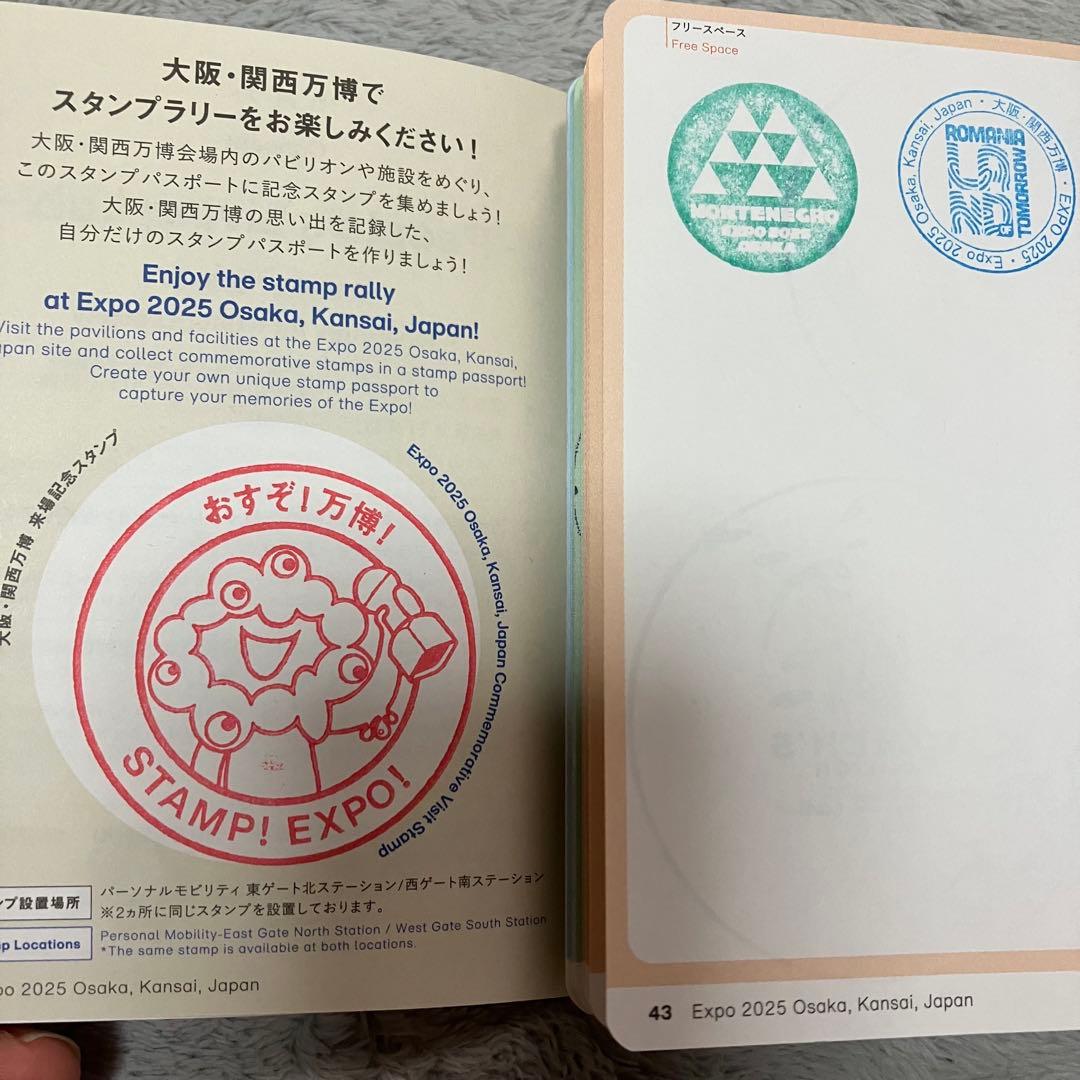 大阪・関西万博で
スタンプラリーをお楽しみください！
大阪・関西万博会場内のパビリオンや施設をめぐり、
このスタンプパスポートに記念スタンプを集めましょう！
大阪・関西万博の思い出を記録した、
自分だけのスタンプパスポートを作りましょう！
Enjoy the stamp rally
at Expo 2025 Osaka, Kansai, Japan!
Visit the pavilions and facilities at the Expo 2025 Osaka, Kansai,
apan site and collect commemorative stamps in a stamp passport!
Create your own unique stamp passport to
capture your memories of the Expo!
大阪・関西万博 来場記念スタンプ
Expo 2025 Osaka, Kansai, Japan Commemorative Visit Stamp
おすぞ！万博！
STAMP! EXPO!
ンプ設置場所
パーソナルモビリティ 東ゲート北ステーション/西ゲート南ステーション
※2ヵ所に同じスタンプを設置しております。
Locations
Personal Mobility-East Gate North Station / West Gate South Station
*The same stamp is available at both locations.
po 2025 Osaka, Kansai, Japan
フリースペース
Free Space
MONTENEGRO
EXPO 2025
OSAKA
大阪・関西万博・EXPO 2025・Expo 2025 Osaka, Kansai, Japan・
ROMANIA
TOMORROW
43 Expo 2025 Osaka, Kansai, Japan